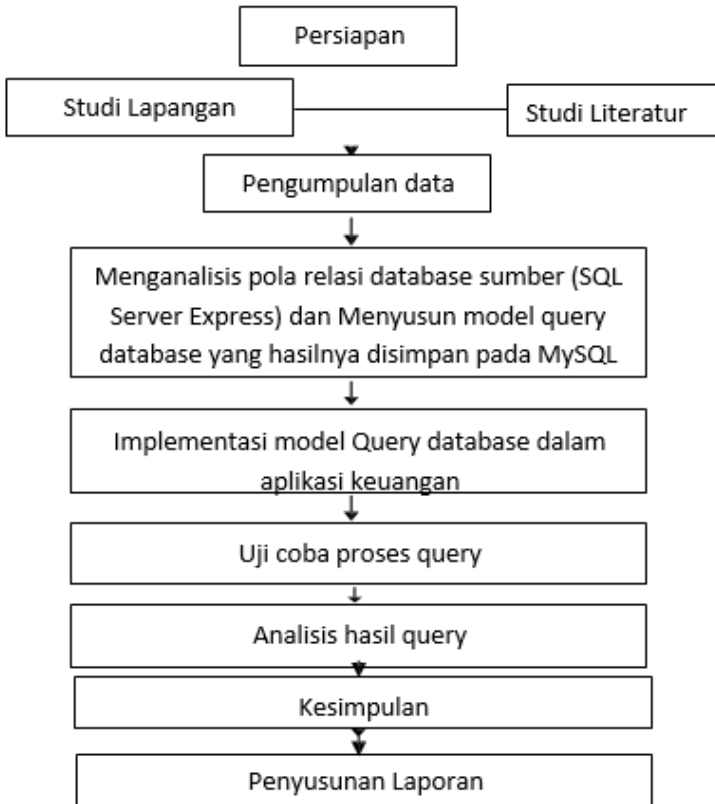 Persiapan
Studi Lapangan
Studi Literatur
Pengumpulan data
Menganalisis pola relasi database sumber (SQL
Server Express) dan Menyusun model query
database yang hasilnya disimpan pada MySQL
Implementasi model Query database dalam
aplikasi keuangan
Uji coba proses query
Analisis hasil query
Kesimpulan
Penyusunan Laporan